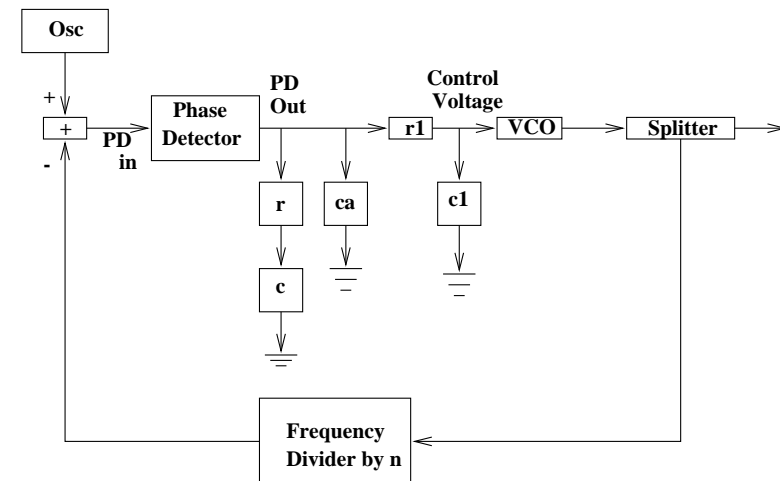 Osc
+
+
-
PD
in
Phase
Detector
PD
Out
r1
Control
Voltage
VCO
Splitter
r
ca
c1
c
Frequency
Divider by n